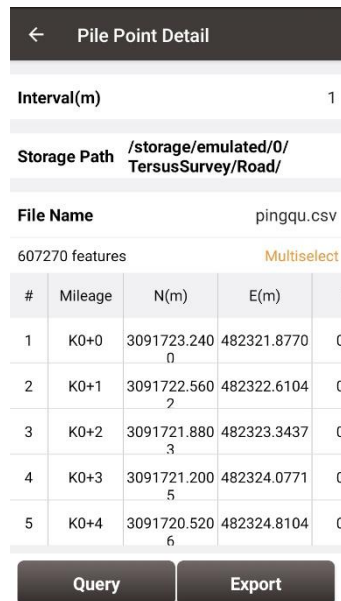 Pile Point Detail
Interval(m) 1
Storage Path /storage/emulated/0/
TersusSurvey/Road/
File Name pingqu.csv
607270 features Multiselect
# Mileage N(m) E(m)
1 K0+0 3091723.240 482321.8770
0
2 K0+1 3091722.560 482322.6104
2
3 K0+2 3091721.880 482323.3437
3
4 K0+3 3091721.200 482324.0771
5
5 K0+4 3091720.520 482324.8104
6
Query Export